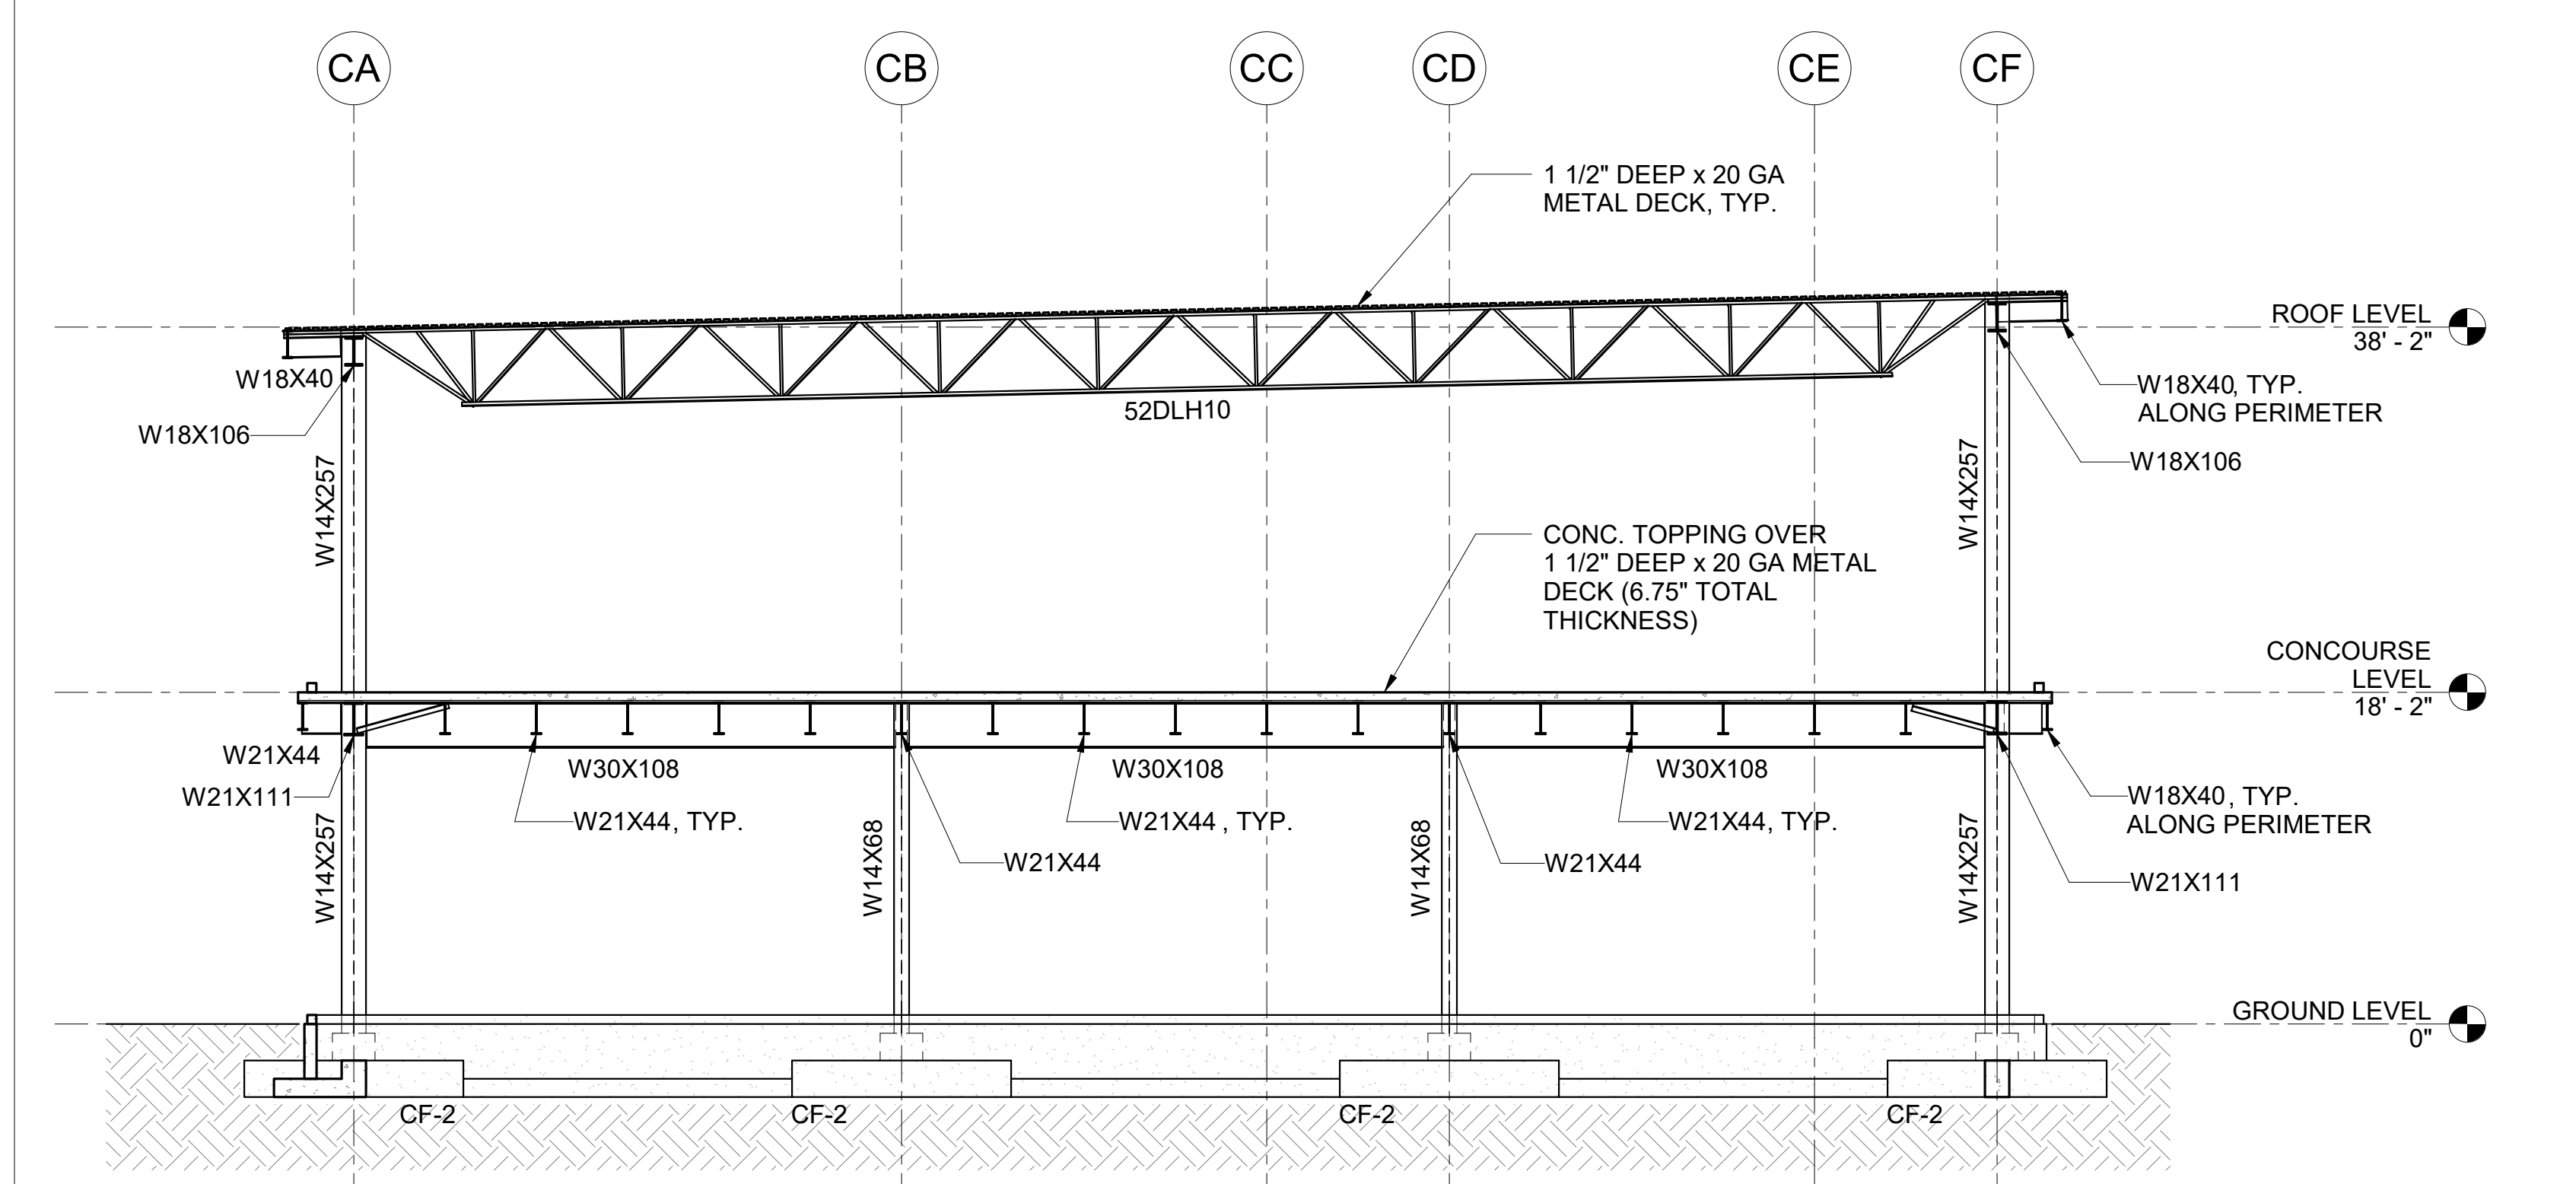 CA
CB
CC
CD
CE
CF
1 1/2" DEEP x 20 GA
METAL DECK, TYP.
ROOF LEVEL
38' - 2"
W18X40
W18X106
52DLH10
W18X40, TYP.
ALONG PERIMETER
W18X106
W14X257
W14X257
CONC. TOPPING OVER
1 1/2" DEEP x 20 GA METAL
DECK (6.75" TOTAL
THICKNESS)
CONCOURSE
LEVEL
18' - 2"
W21X44
W21X111
W30X108
W30X108
W30X108
W21X44, TYP.
W21X44 , TYP.
W21X44, TYP.
W18X40, TYP.
ALONG PERIMETER
W14X257
W14X68
W21X44
W14X68
W21X44
W14X257
W21X111
GROUND LEVEL
0"
CF-2
CF-2
CF-2
CF-2